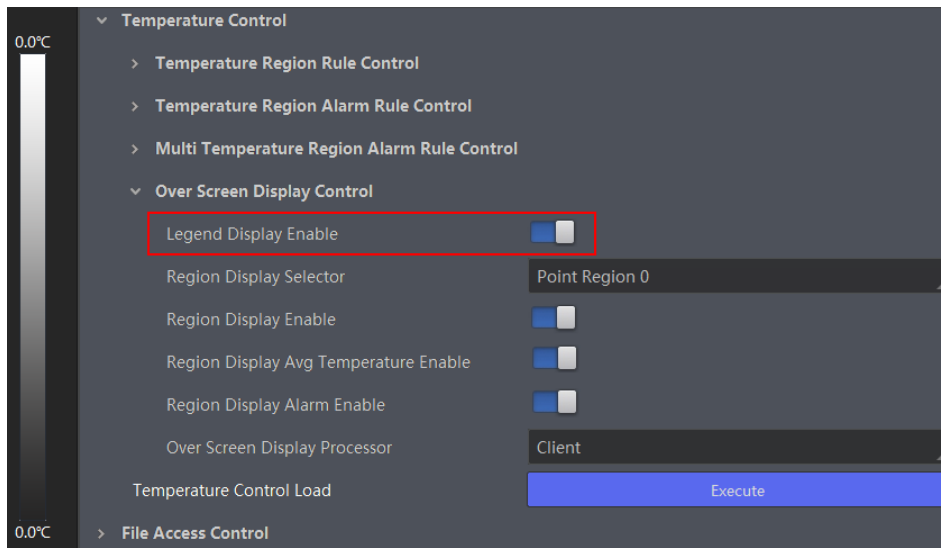 Temperature Control
0.0℃
Temperature Region Rule Control
Temperature Region Alarm Rule Control
Multi Temperature Region Alarm Rule Control
Over Screen Display Control
Legend Display Enable
Region Display Selector Point Region 0
Region Display Enable
Region Display Avg Temperature Enable
Region Display Alarm Enable
Over Screen Display Processor Client
Temperature Control Load Execute
0.0℃ File Access Control